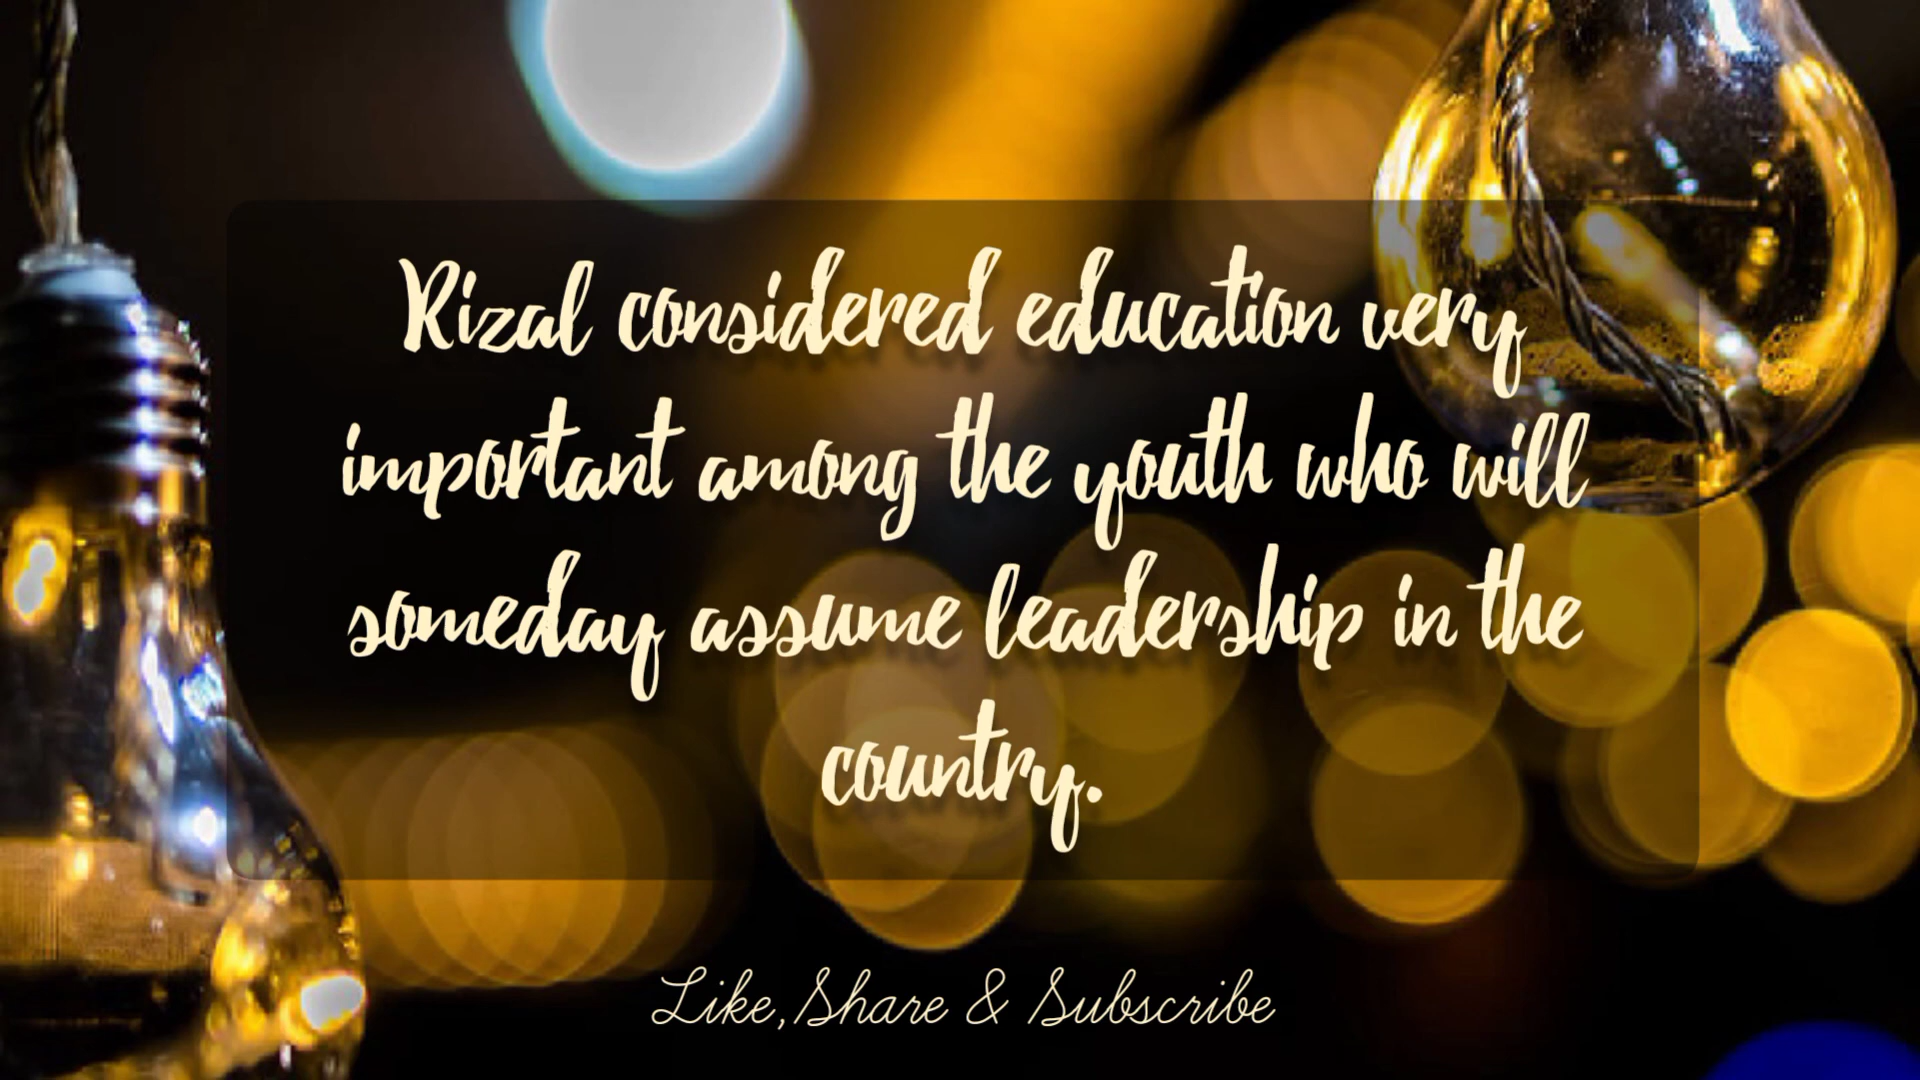 Rizal considered education very
important among the youth who will
someday assume leadership in the
country.
Like, Share & Subscribe